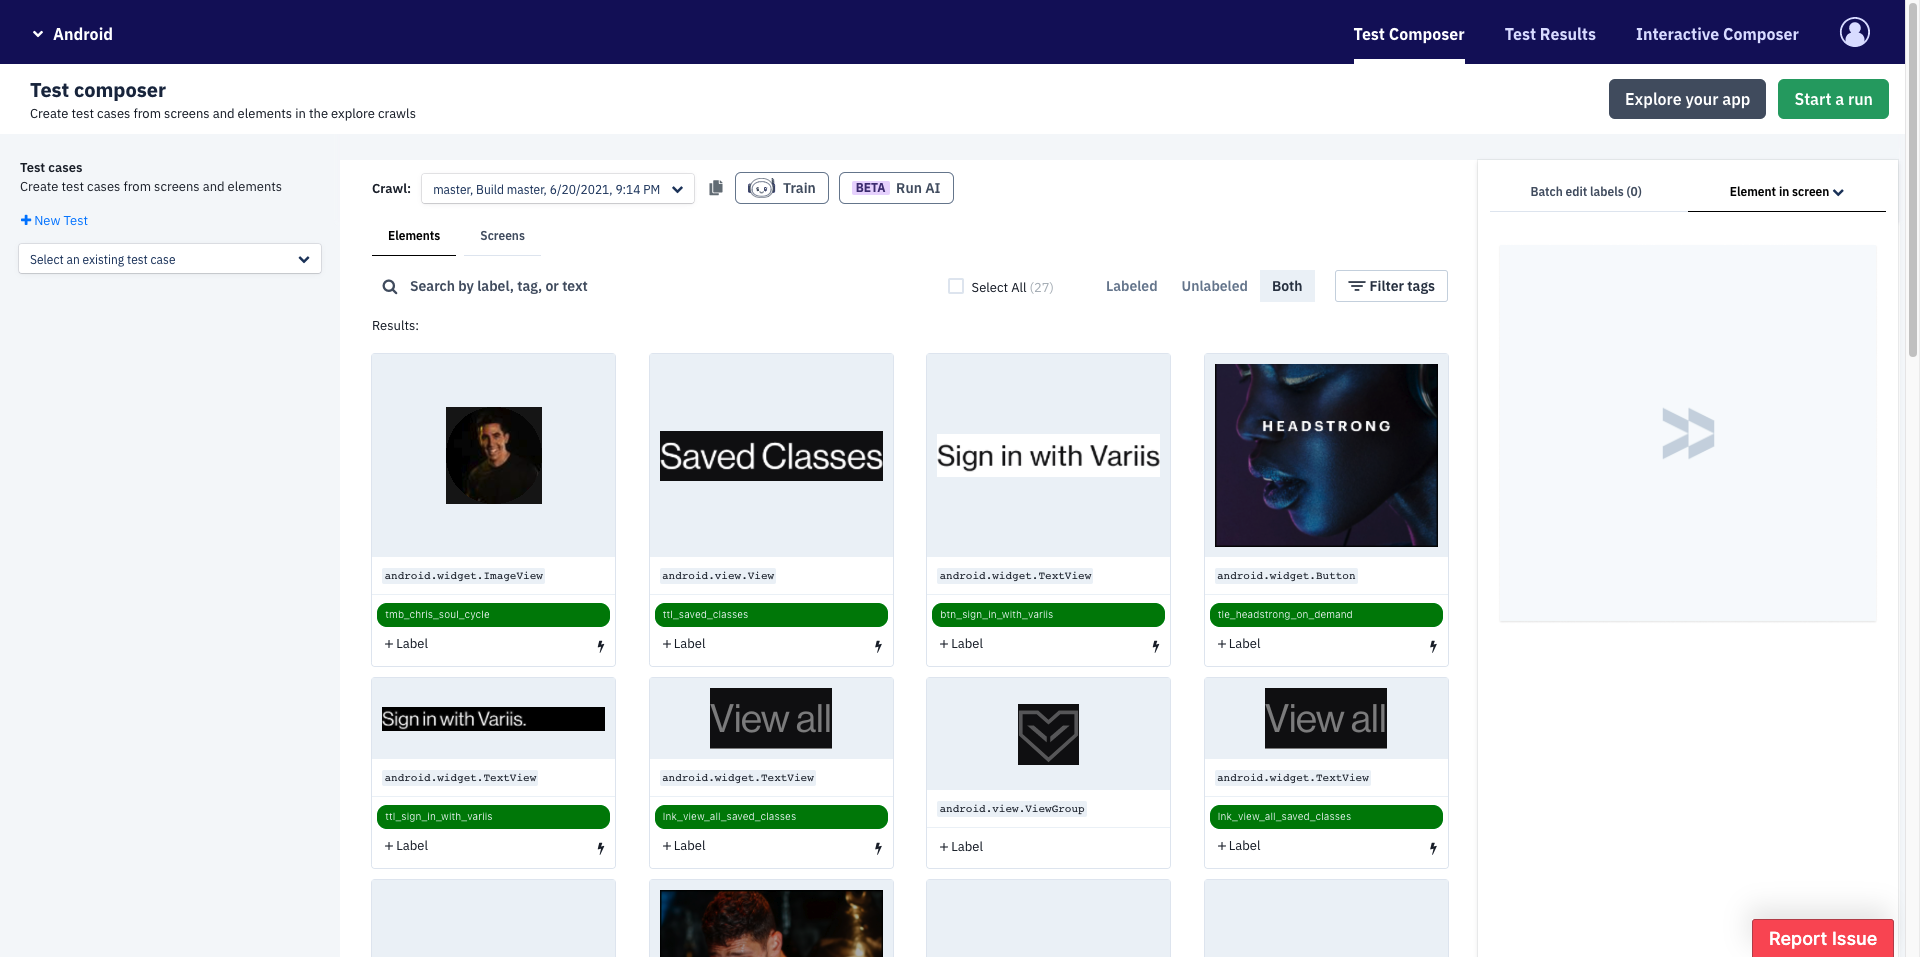 Android
Test Composer
Test Results
Interactive Composer
Test composer
Create test cases from screens and elements in the explore crawls
Explore your app
Start a run
Test cases
Create test cases from screens and elements
New Test
Select an existing test case
Crawl:
master, Build master, 6/20/2021, 9:14 PM
Train
BETA Run AI
Batch edit labels (0)
Element in screen
Elements
Screens
Search by label, tag, or text
Select All (27)
Labeled
Unlabeled
Both
Filter tags
Results:
Saved Classes
Sign in with Variis
HEADSTRONG
android.widget.ImageView
android.view.View
android.widget.TextView
android.widget.Button
tmb_chris_soul_cycle
ttl_saved_classes
btn_sign_in_with_variis
tle_headstrong_on_demand
+ Label
+ Label
+ Label
+ Label
Sign in with Variis.
View all
View all
android.widget.TextView
android.widget.TextView
android.view.ViewGroup
android.widget.TextView
ttl_sign_in_with_variis
lnk_view_all_saved_classes
lnk_view_all_saved_classes
+ Label
+ Label
+ Label
+ Label
Report Issue